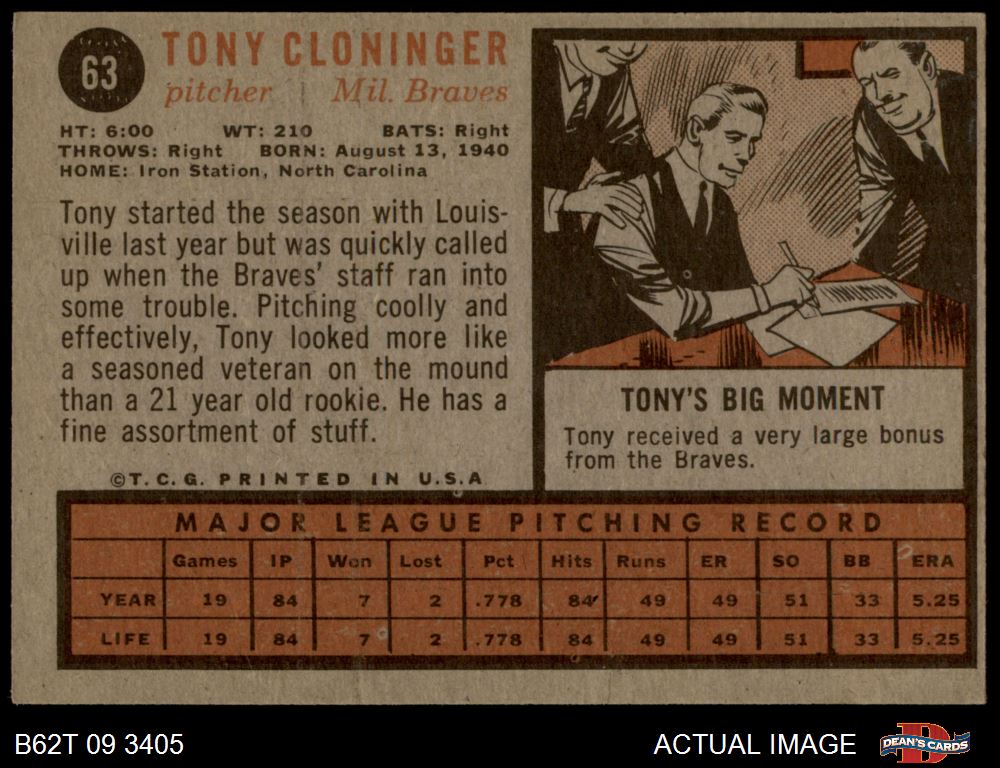 63
TONY CLONINGER
pitcher Mil. Braves
HT: 6:00 WT: 210 BATS: Right
THROWS: Right BORN: August 13, 1940
HOME: Iron Station, North Carolina
Tony started the season with Louis-
ville last year but was quickly called
up when the Braves' staff ran into
some trouble. Pitching coolly and
effectively, Tony looked more like
a seasoned veteran on the mound
than a 21 year old rookie. He has a
fine assortment of stuff.
©T.C.G. PRINTED IN U.S.A
TONY'S BIG MOMENT
Tony received a very large bonus
from the Braves.
MAJOR LEAGUE PITCHING RECORD
Games IP Won Lost Pct Hits Runs ER SO BB ERA
YEAR 19 84 7 2 .778 84 49 49 51 33 5.25
LIFE 19 84 7 2 .778 84 49 49 51 33 5.25
B62T 09 3405
ACTUAL IMAGE
DEAN'S CARDS